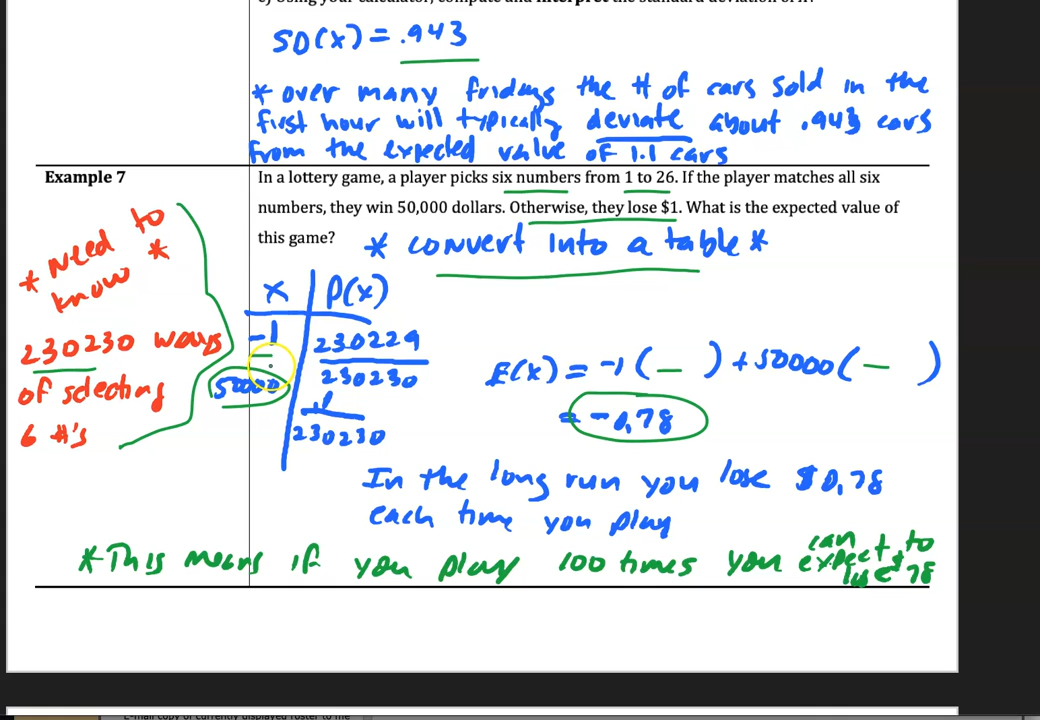 SD(X) = .943
* over many fridays the # of cars sold in the
first hour will typically deviate about .943 cars
from the expected value of 1.1 cars
Example 7
In a lottery game, a player picks six numbers from 1 to 26. If the player matches all six
numbers, they win 50,000 dollars. Otherwise, they lose $1. What is the expected value of
this game?
* convert into a table *
* Need to
know *
230230 ways
of selecting
6 #'s
x P(x)
-1 230229
230230
50000 1
230230
E(x) = -1( — ) + 50000( — )
= -0.78
In the long run you lose $0.78
each time you play
*This means if you play 100 times you can expect to
78